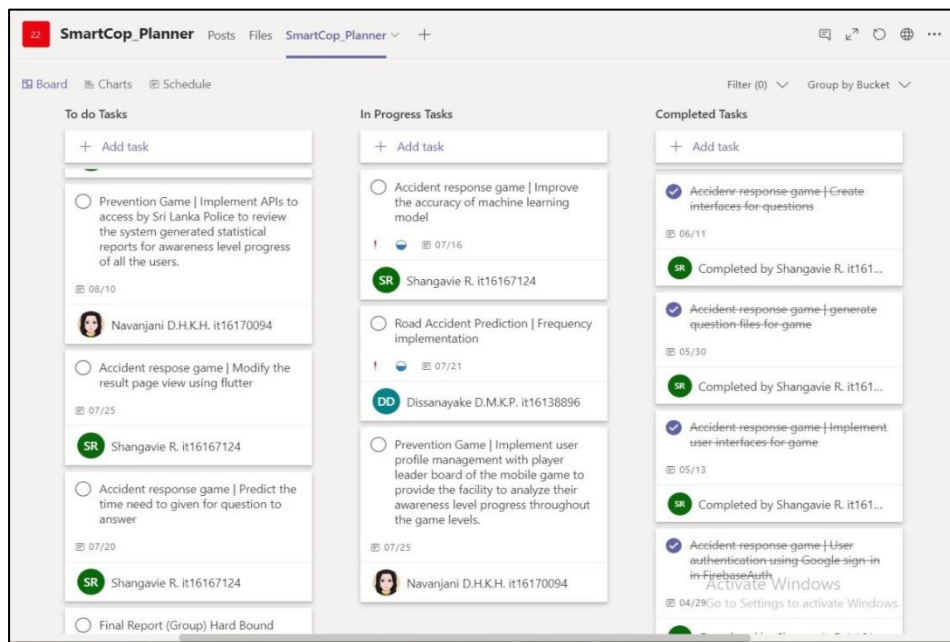 22 SmartCop_Planner Posts Files SmartCop_Planner
Board Charts Schedule
Filter (0) Group by Bucket
To do Tasks
+ Add task
Prevention Game | Implement APIs to
access by Sri Lanka Police to review
the system generated statistical
reports for awareness level progress
of all the users.
08/10
Navanjani D.H.K.H. it16170094
Accident respose game | Modify the
result page view using flutter
07/25
SR Shangavie R. it16167124
Accident response game | Predict the
time need to given for question to
answer
07/20
SR Shangavie R. it16167124
Final Report (Group) Hard Bound
In Progress Tasks
+ Add task
Accident response game | Improve
the accuracy of machine learning
model
07/16
SR Shangavie R. it16167124
Road Accident Prediction | Frequency
implementation
07/21
DD Dissanayake D.M.K.P. it16138896
Prevention Game | Implement user
profile management with player
leader board of the mobile game to
provide the facility to analyze their
awareness level progress throughout
the game levels.
07/25
Navanjani D.H.K.H. it16170094
Completed Tasks
+ Add task
Accidenr response game | Create
interfaces for questions
06/11
SR Completed by Shangavie R. it161...
Accident response game | generate
question files for game
05/30
SR Completed by Shangavie R. it161...
Accident response game | Implement
user interfaces for game
05/13
SR Completed by Shangavie R. it161...
Accident response game | User
authentication using Google sign-in
in FirebaseAuth
04/29
Activate Windows
Go to Settings to activate Windows.